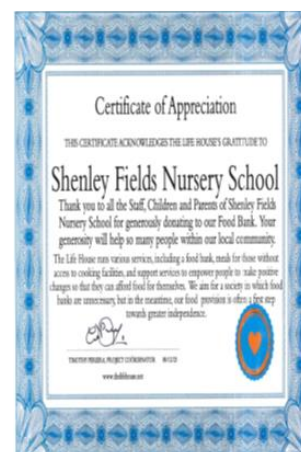 Certificate of Appreciation
THIS CERTIFICATE ACKNOWLEDGES THE LIFE HOUSE'S GRATITUDE TO
Shenley Fields Nursery School
Thank you to all the Staff, Children and Parents of Shenley Fields
Nursery School for generously donating to our Food Bank. Your
generosity will help so many people within our local community.
The Life House runs various services, including a food bank, meals for those without
access to cooking facilities, and support services to empower people to make positive
changes so that they can afford food for themselves. We aim for a society in which food
banks are unnecessary, but in the meantime, our food provision is often a first step
towards greater independence.
TIMOTHY PROJECT COORDINATOR